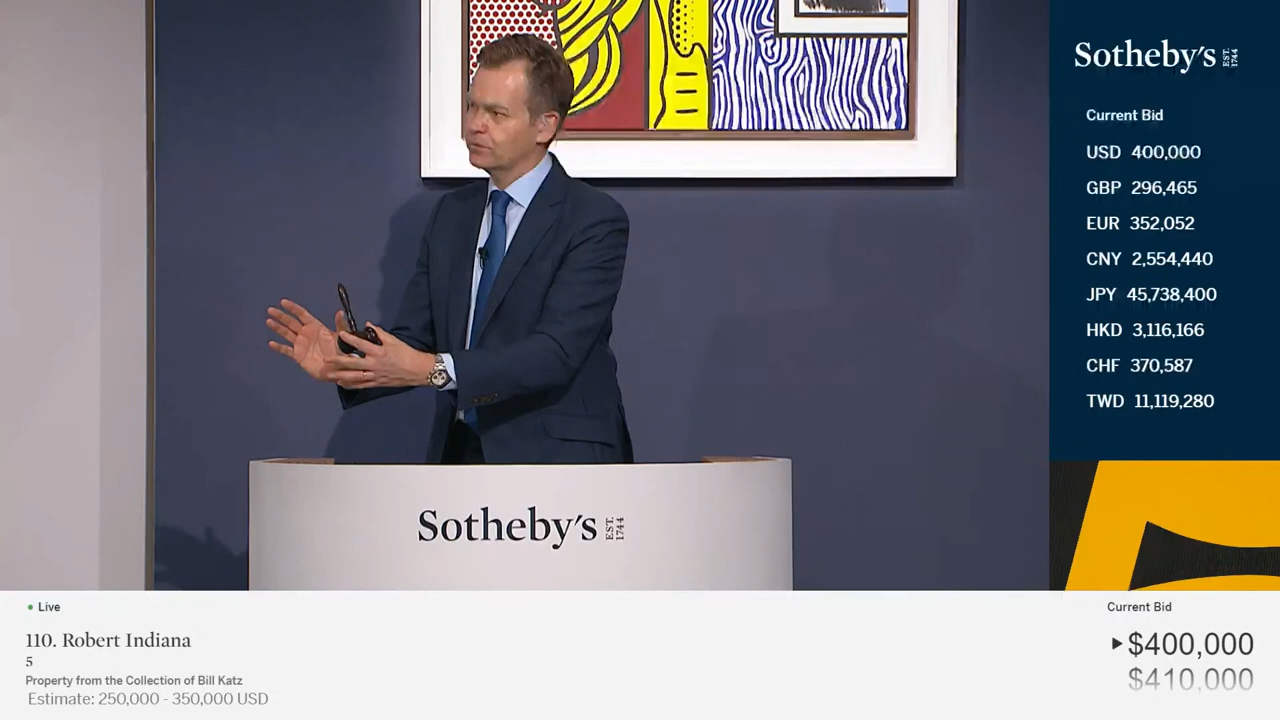 Sotheby's EST. 1744
Current Bid
USD 400,000
GBP 296,465
EUR 352,052
CNY 2,554,440
JPY 45,738,400
HKD 3,116,166
CHF 370,587
TWD 11,119,280
Sotheby's EST. 1744
Live
110. Robert Indiana
5
Property from the Collection of Bill Katz
Estimate: 250,000 - 350,000 USD
Current Bid
$400,000
$410,000